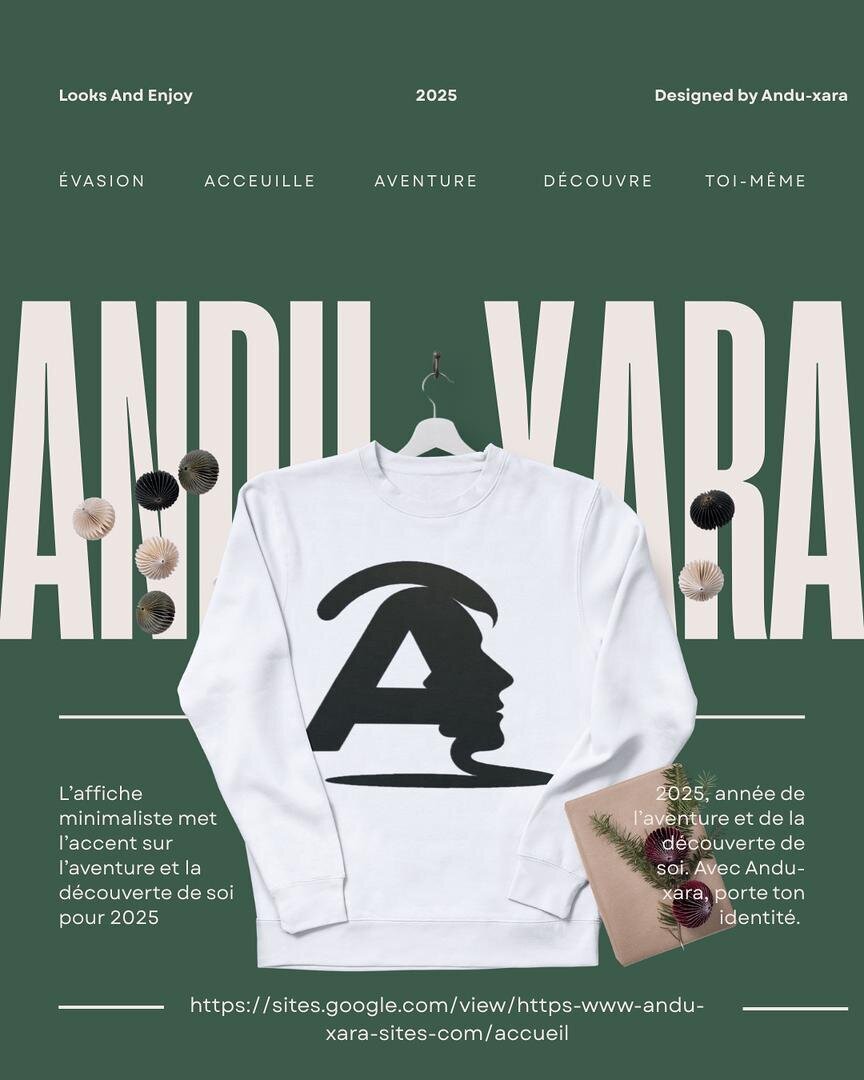 Looks And Enjoy
2025
Designed by Andu-xara
ÉVASION
ACCEUILLE
AVENTURE
DÉCOUVRE
TOI-MÊME
ANDU XARA
A
L’affiche
minimaliste met
l’accent sur
l’aventure et la
découverte de soi
pour 2025
2025, année de
l’aventure et de la
découverte de
soi. Avec Andu-
xara, porte ton
identité.
https://sites.google.com/view/https-www-andu-
xara-sites-com/accueil